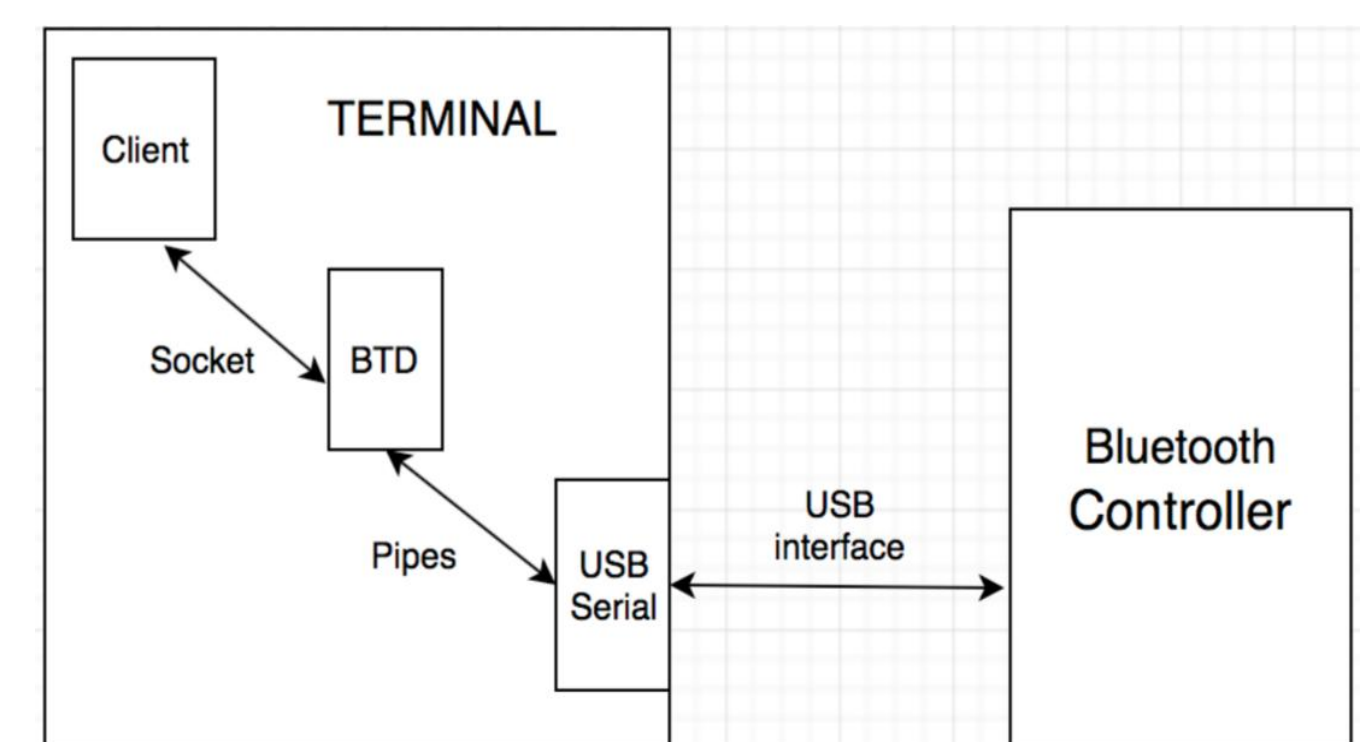 TERMINAL
Client
Socket
BTD
Pipes
USB
Serial
USB
interface
Bluetooth
Controller